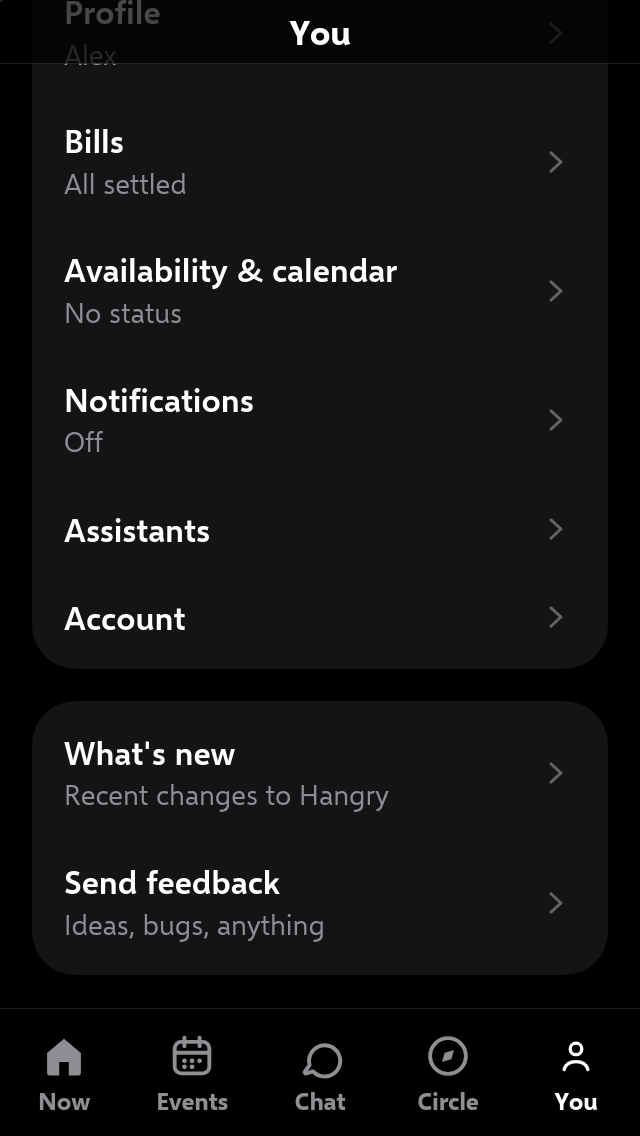 You
Profile
Alex
Bills
All settled
Availability & calendar
No status
Notifications
Off
Assistants
Account
What's new
Recent changes to Hangry
Send feedback
Ideas, bugs, anything
Now
Events
Chat
Circle
You